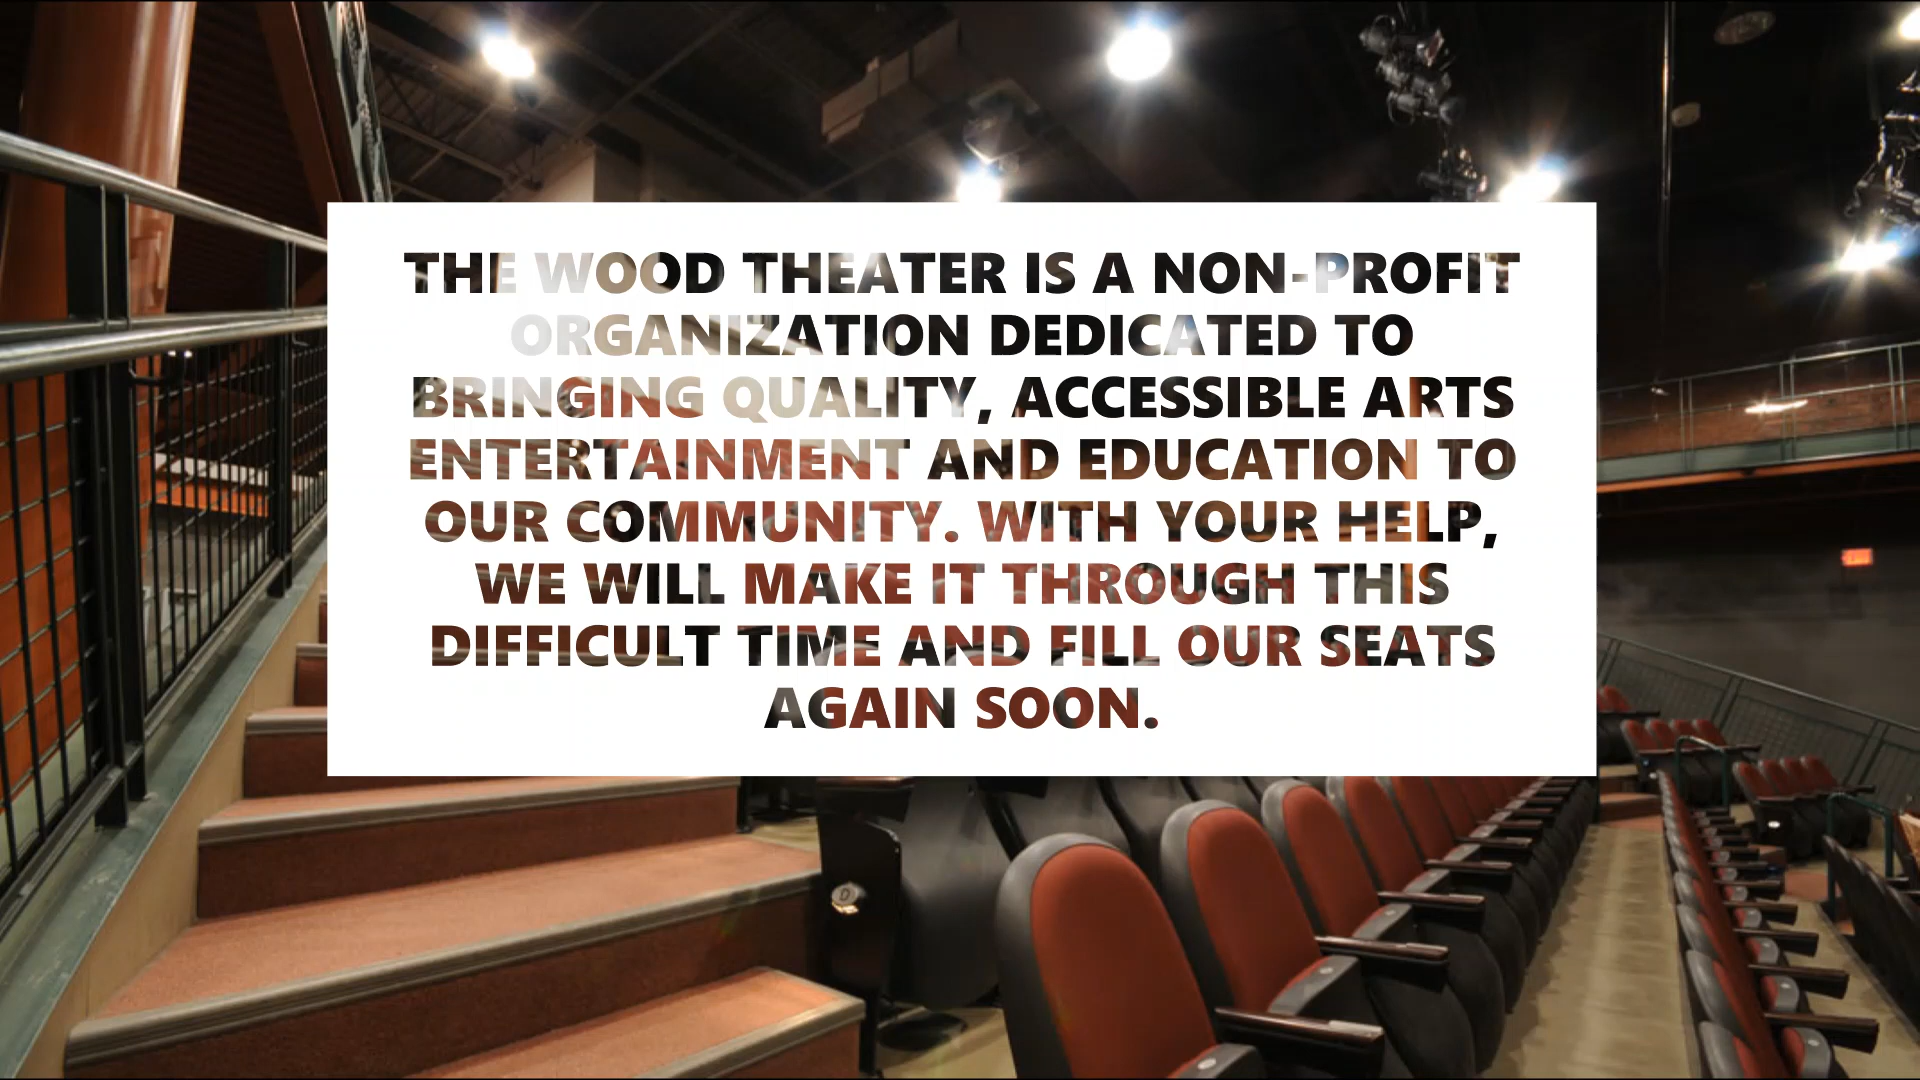 THE WOOD THEATER IS A NON-PROFIT
ORGANIZATION DEDICATED TO
BRINGING QUALITY, ACCESSIBLE ARTS
ENTERTAINMENT AND EDUCATION TO
OUR COMMUNITY. WITH YOUR HELP,
WE WILL MAKE IT THROUGH THIS
DIFFICULT TIME AND FILL OUR SEATS
AGAIN SOON.